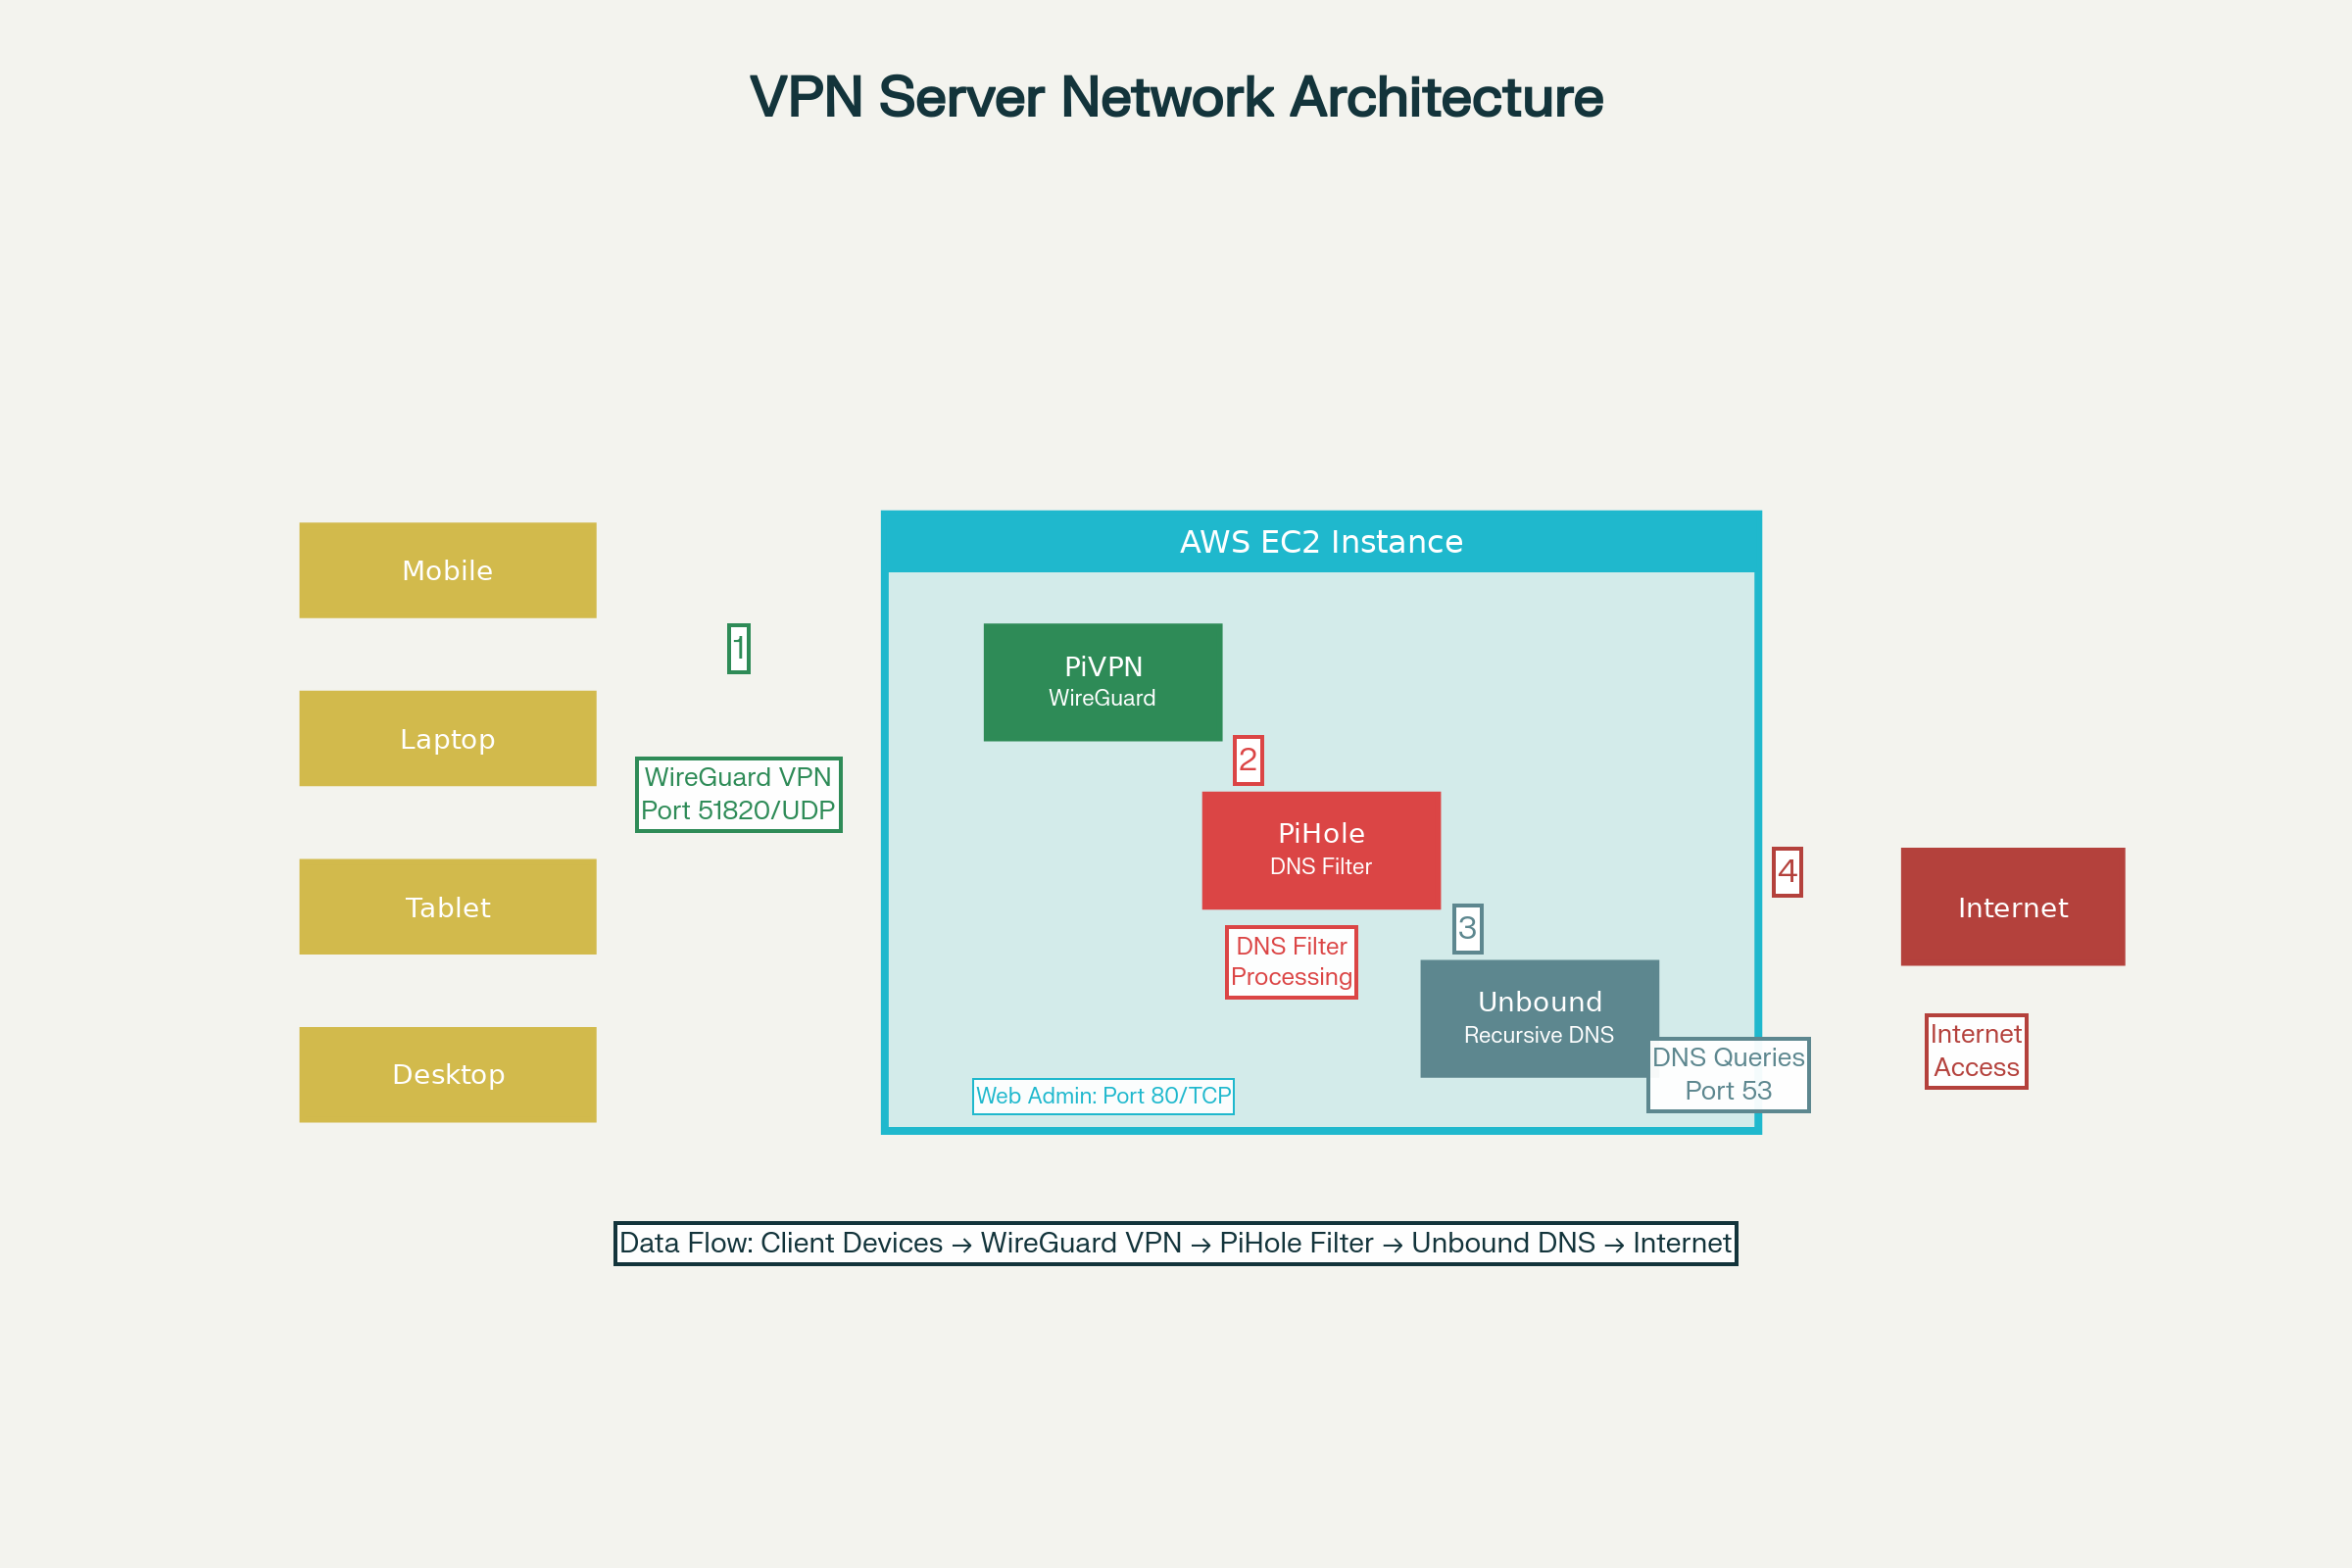 VPN Server Network Architecture
Mobile
Laptop
Tablet
Desktop
1
WireGuard VPN
Port 51820/UDP
AWS EC2 Instance
PiVPN
WireGuard
2
PiHole
DNS Filter
DNS Filter
Processing
3
Unbound
Recursive DNS
DNS Queries
Port 53
Web Admin: Port 80/TCP
4
Internet
Internet
Access
Data Flow: Client Devices → WireGuard VPN → PiHole Filter → Unbound DNS → Internet